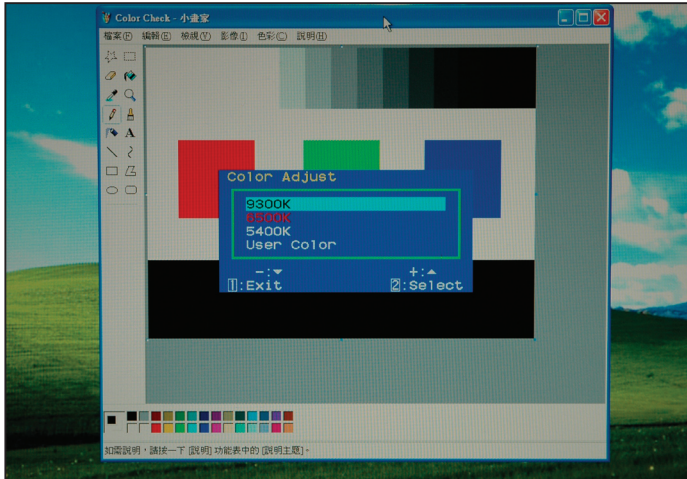 Color Check - 小畫家
檔案(F) 編輯(E) 檢視(V) 影像(I) 色彩(C) 說明(H)
A
Color Adjust
9300K
6500K
5400K
User Color
-:▼ +:▲
1:Exit 2:Select
如需說明，請按一下 [說明] 功能表中的 [說明主題]。